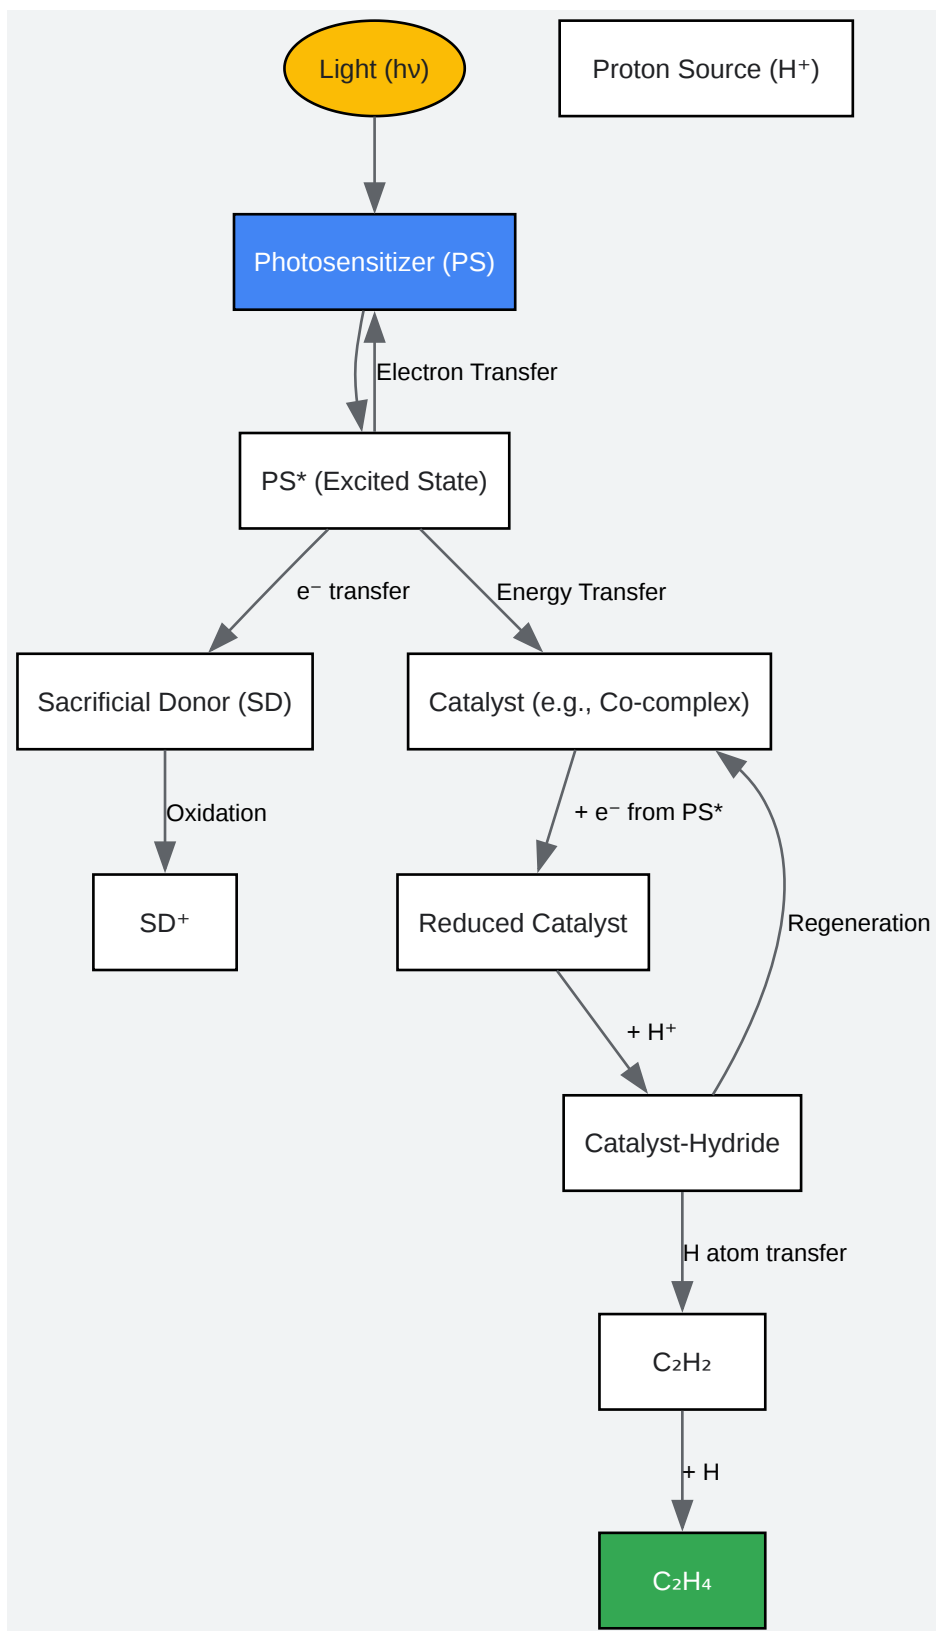 Light (hν)
Proton Source (H⁺)
Photosensitizer (PS)
Electron Transfer
PS* (Excited State)
e⁻ transfer
Energy Transfer
Sacrificial Donor (SD)
Catalyst (e.g., Co-complex)
Oxidation
+ e⁻ from PS*
SD⁺
Reduced Catalyst
Regeneration
+ H⁺
Catalyst-Hydride
H atom transfer
C₂H₂
+ H
C₂H₄